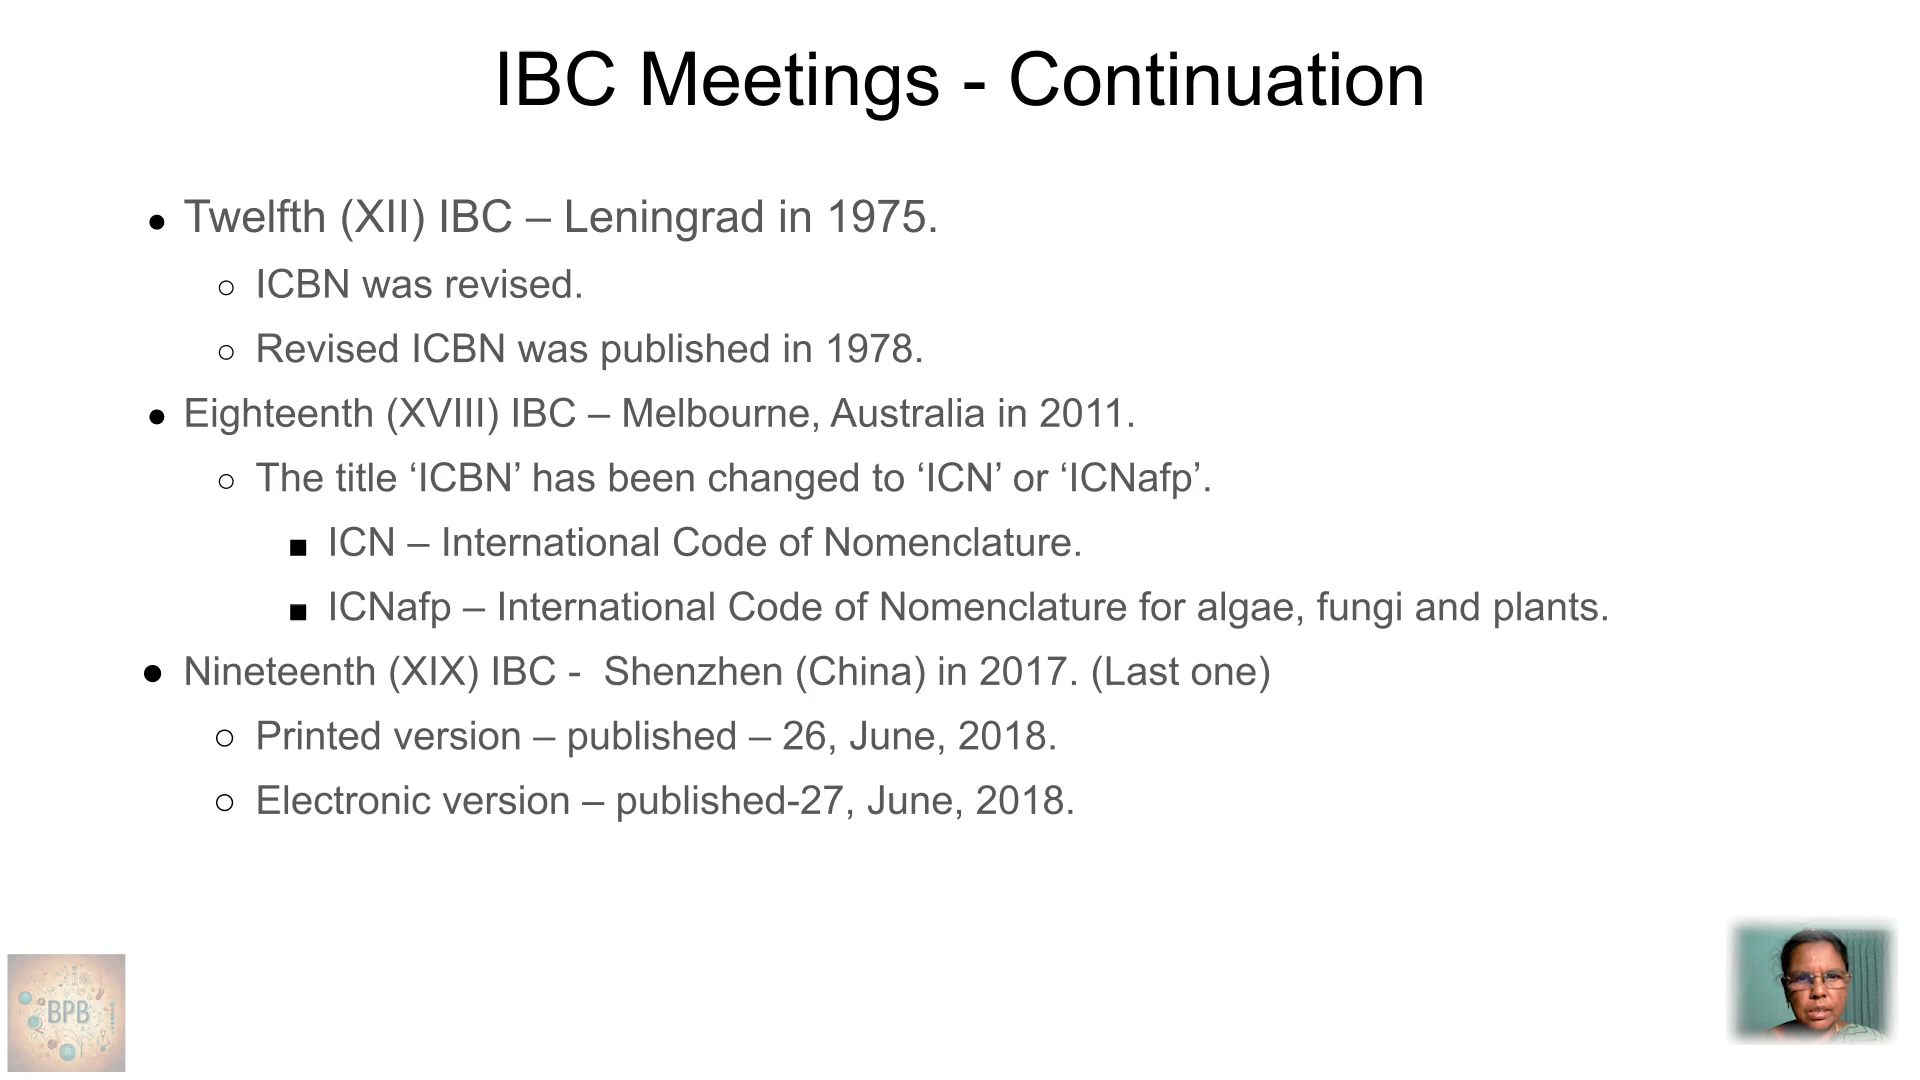 IBC Meetings - Continuation
● Twelfth (XII) IBC – Leningrad in 1975.
○ ICBN was revised.
○ Revised ICBN was published in 1978.
● Eighteenth (XVIII) IBC – Melbourne, Australia in 2011.
○ The title ‘ICBN’ has been changed to ‘ICN’ or ‘ICNafp’.
■ ICN – International Code of Nomenclature.
■ ICNafp – International Code of Nomenclature for algae, fungi and plants.
● Nineteenth (XIX) IBC -  Shenzhen (China) in 2017. (Last one)
○ Printed version – published – 26, June, 2018.
○ Electronic version – published-27, June, 2018.
BPB